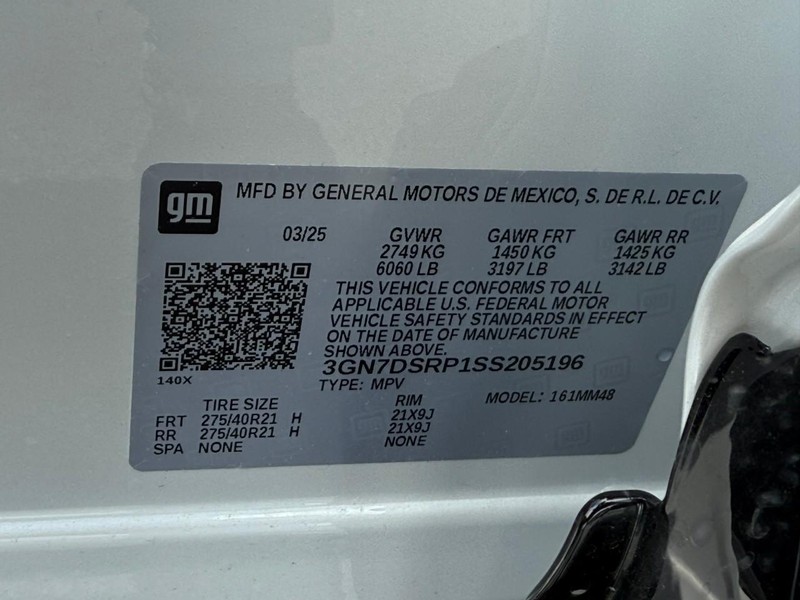 gm MFD BY GENERAL MOTORS DE MEXICO, S. DE R.L. DE C.V.
03/25 GVWR GAWR FRT GAWR RR
2749 KG 1450 KG 1425 KG
6060 LB 3197 LB 3142 LB
THIS VEHICLE CONFORMS TO ALL
APPLICABLE U.S. FEDERAL MOTOR
VEHICLE SAFETY STANDARDS IN EFFECT
ON THE DATE OF MANUFACTURE
SHOWN ABOVE.
3GN7DSRP1SS205196
140X
TYPE: MPV MODEL: 161MM48
TIRE SIZE RIM
FRT 275/40R21 H 21X9J
RR 275/40R21 H 21X9J
SPA NONE NONE